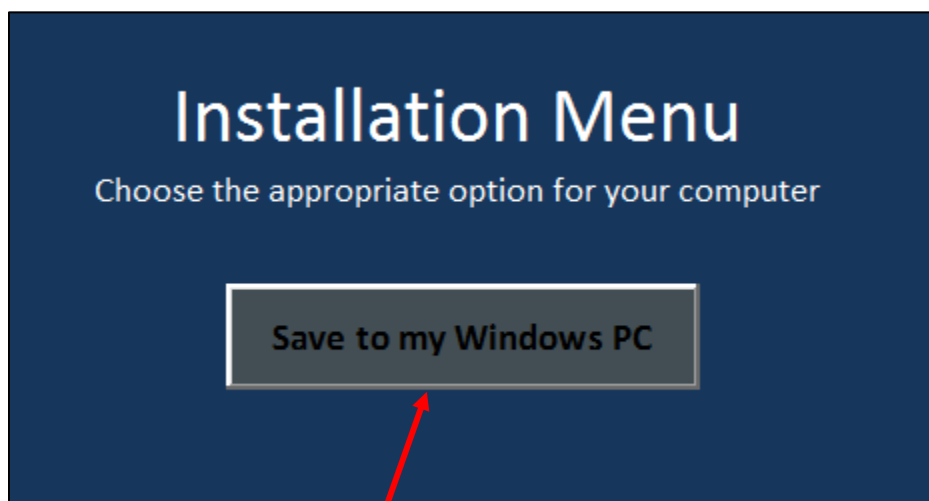 Installation Menu
Choose the appropriate option for your computer
Save to my Windows PC